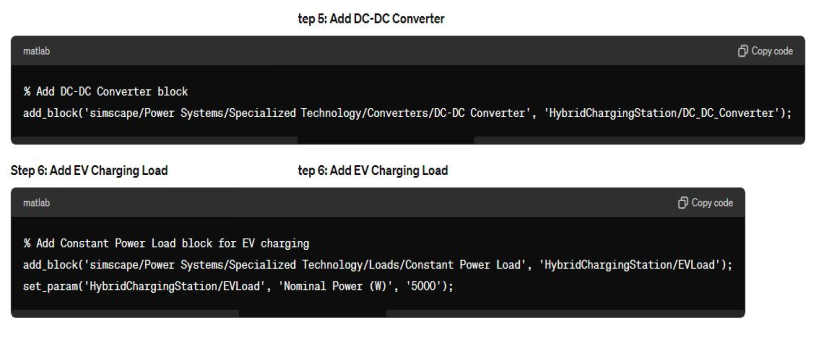 tep 5: Add DC-DC Converter
matlab Copy code
% Add DC-DC Converter block
add_block('simscape/Power Systems/Specialized Technology/Converters/DC-DC Converter', 'HybridChargingStation/DC_DC_Converter');
Step 6: Add EV Charging Load tep 6: Add EV Charging Load
matlab Copy code
% Add Constant Power Load block for EV charging
add_block('simscape/Power Systems/Specialized Technology/Loads/Constant Power Load', 'HybridChargingStation/EVLoad');
set_param('HybridChargingStation/EVLoad', 'Nominal Power (W)', '5000');